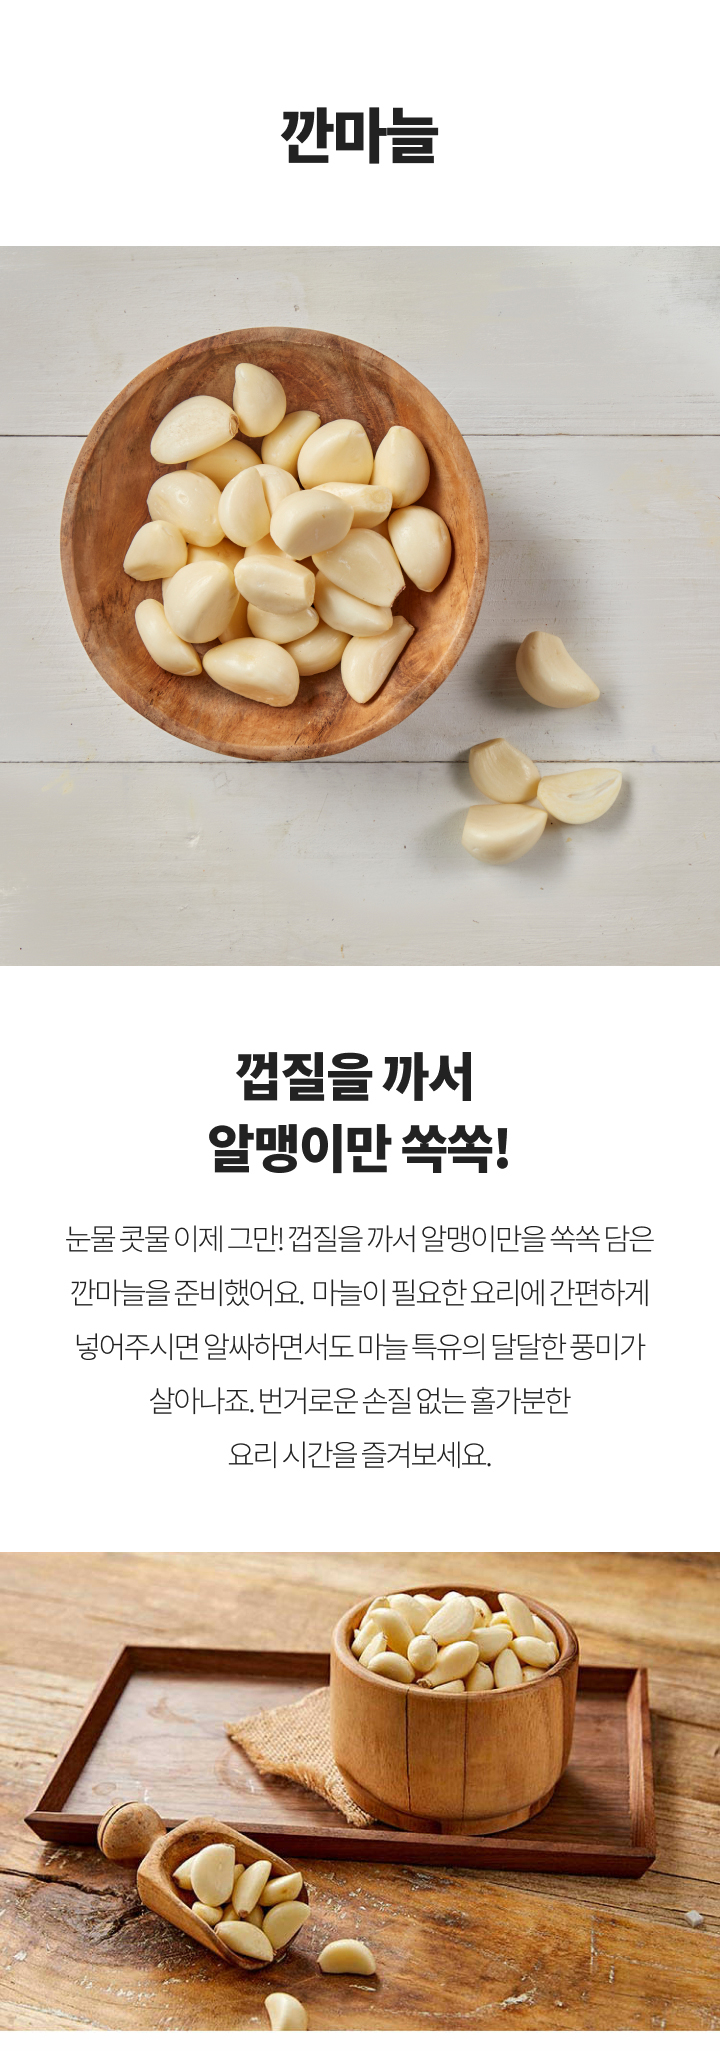 깐마늘
껍질을 까서
알맹이만 쏙쏙!
눈물 콧물 이제 그만! 껍질을 까서 알맹이만을 쏙쏙 담은
깐마늘을 준비했어요. 마늘이 필요한 요리에 간편하게
넣어주시면 알싸하면서도 마늘 특유의 달달한 풍미가
살아나죠. 번거로운 손질 없는 홀가분한
요리 시간을 즐겨보세요.